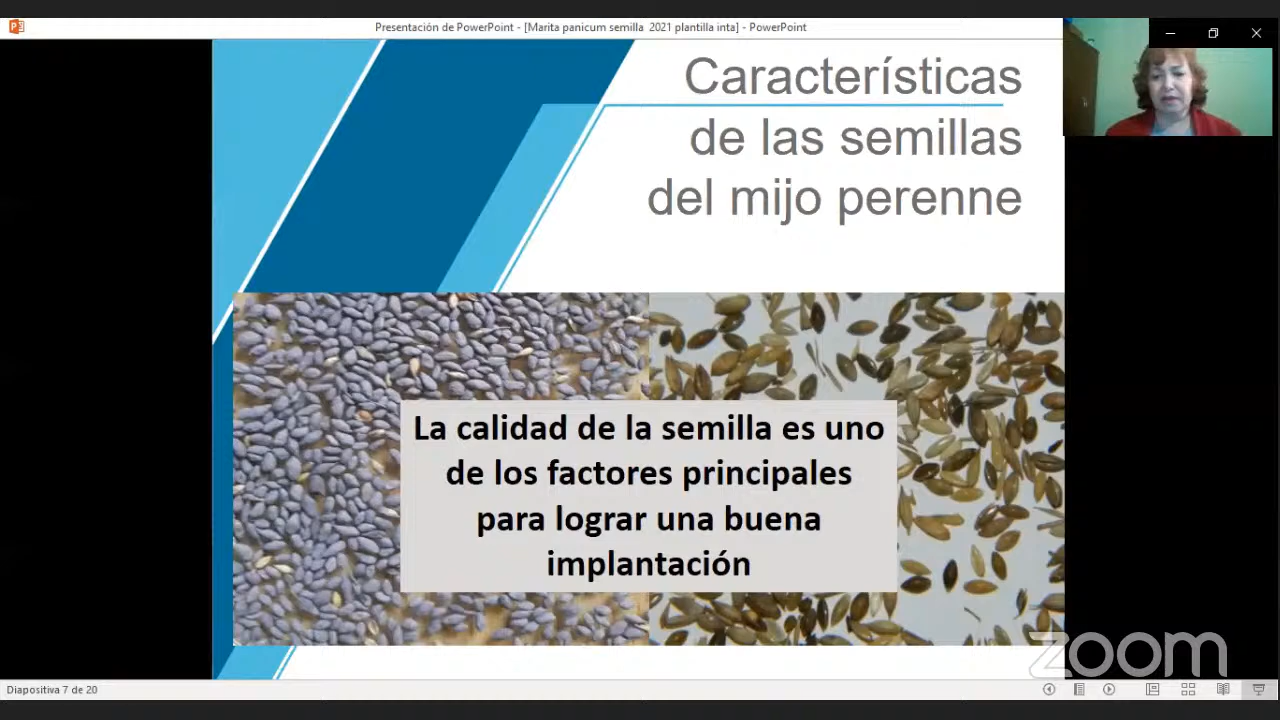 Presentación de PowerPoint - [Marita panicum semilla 2021 plantilla inta] - PowerPoint
Características
de las semillas
del mijo perenne
La calidad de la semilla es uno
de los factores principales
para lograr una buena
implantación
zoom
Diapositiva 7 de 20